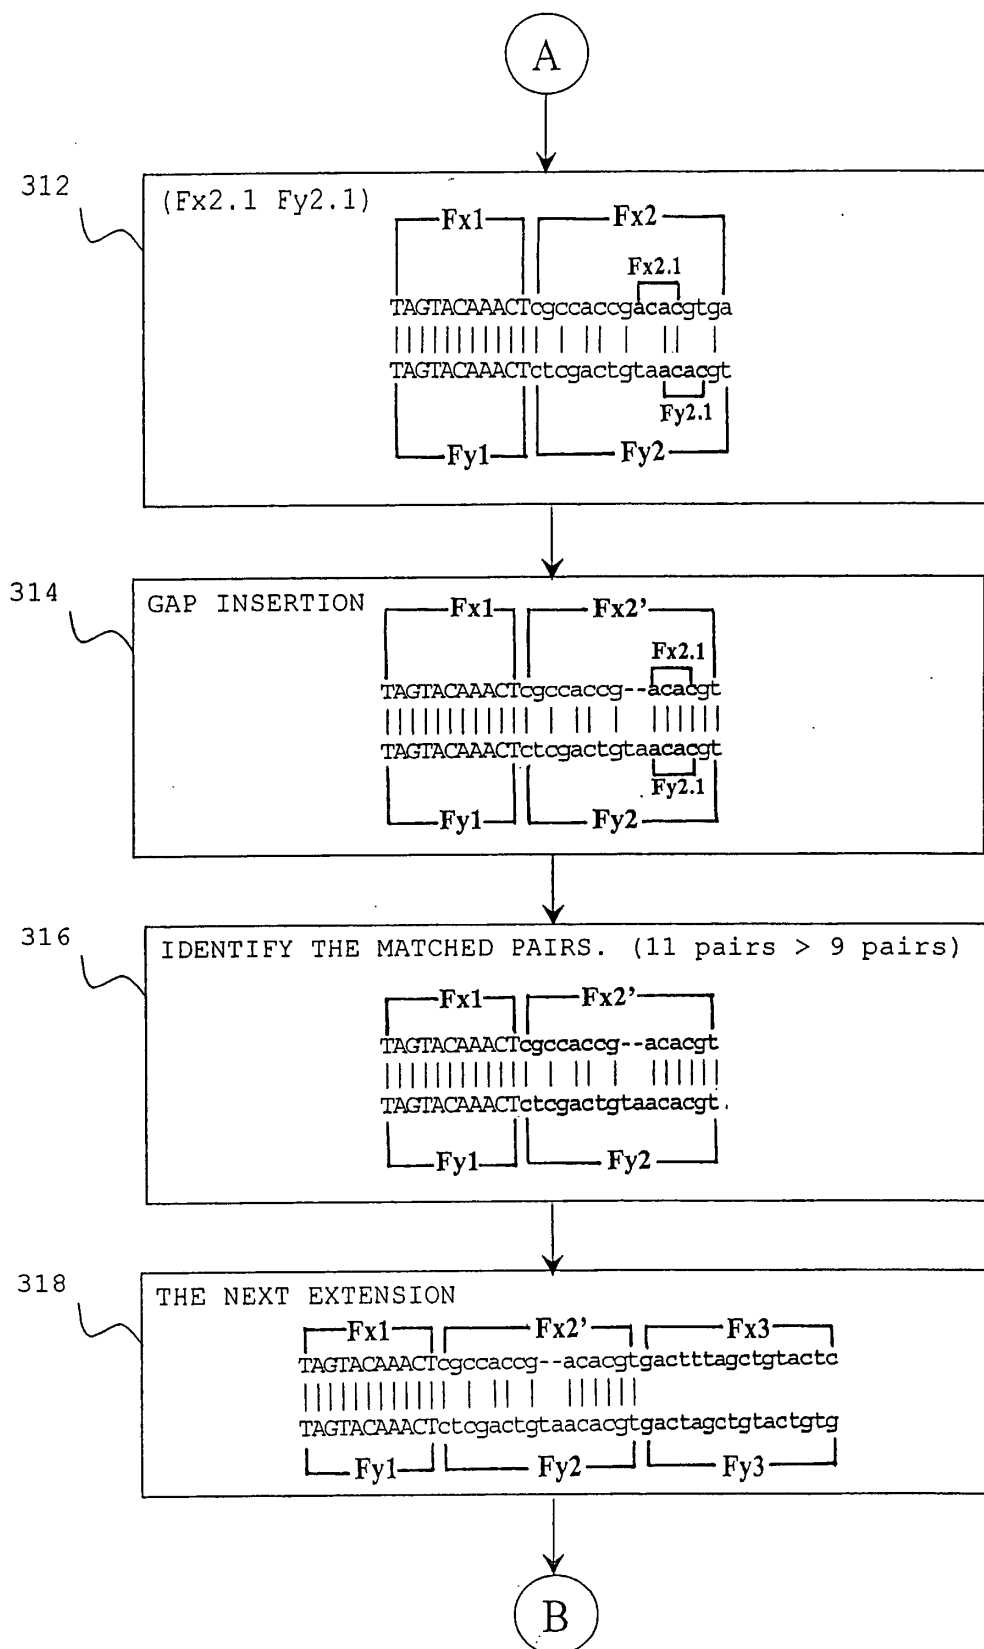 A
312
(Fx2.1 Fy2.1)
Fx1 Fx2
Fx2.1
TAGTACAAACTcgccaccgacacgtga
TAGTACAAACTctcgactgtaacacgt
Fy2.1
Fy1 Fy2
314
GAP INSERTION
Fx1 Fx2'
Fx2.1
TAGTACAAACTcgccaccg--acacgt
TAGTACAAACTctcgactgtaacacgt
Fy2.1
Fy1 Fy2
316
IDENTIFY THE MATCHED PAIRS. (11 pairs > 9 pairs)
Fx1 Fx2'
TAGTACAAACTcgccaccg--acacgt
TAGTACAAACTctcgactgtaacacgt
Fy1 Fy2
318
THE NEXT EXTENSION
Fx1 Fx2' Fx3
TAGTACAAACTcgccaccg--acacgtgactttagctgtactc
TAGTACAAACTctcgactgtaacacgtgactagctgtactgtg
Fy1 Fy2 Fy3
B